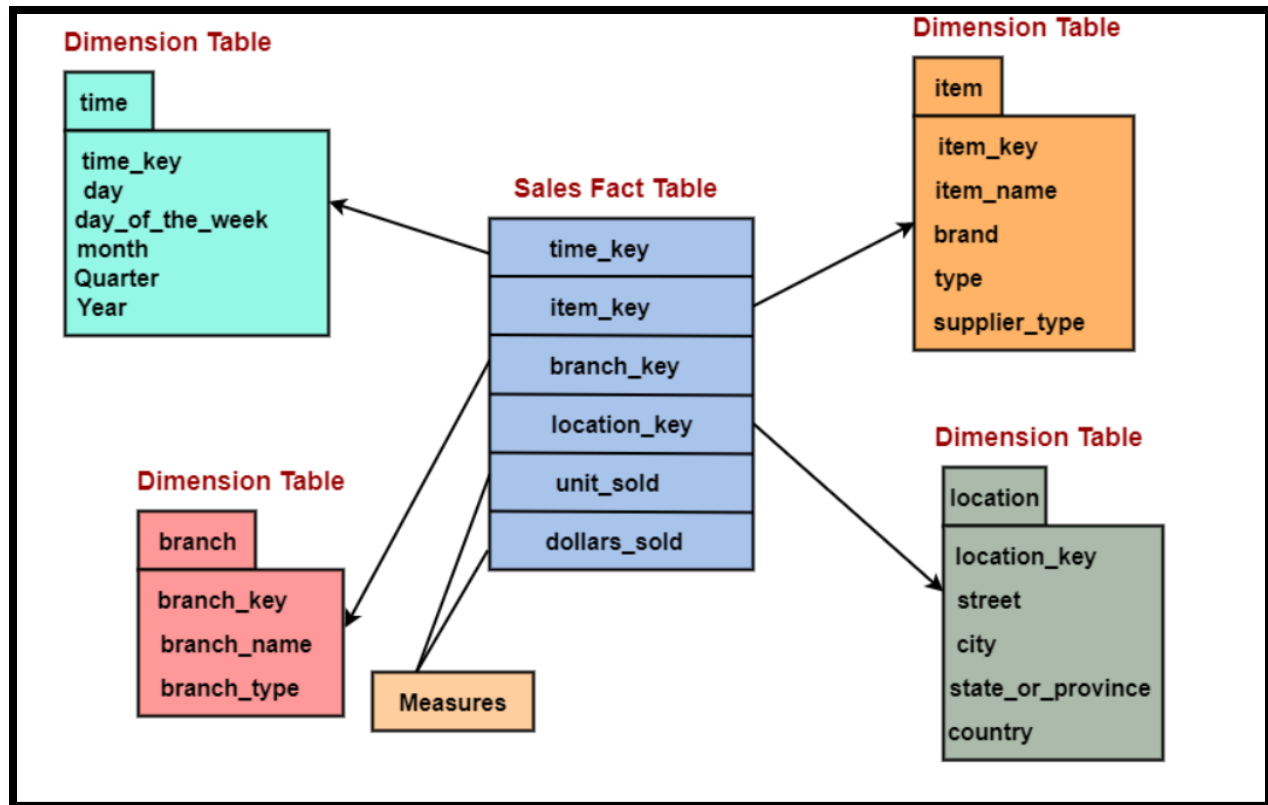 Dimension Table
time
time_key
day
day_of_the_week
month
Quarter
Year
Dimension Table
item
item_key
item_name
brand
type
supplier_type
Sales Fact Table
time_key
item_key
branch_key
location_key
unit_sold
dollars_sold
Dimension Table
branch
branch_key
branch_name
branch_type
Measures
Dimension Table
location
location_key
street
city
state_or_province
country